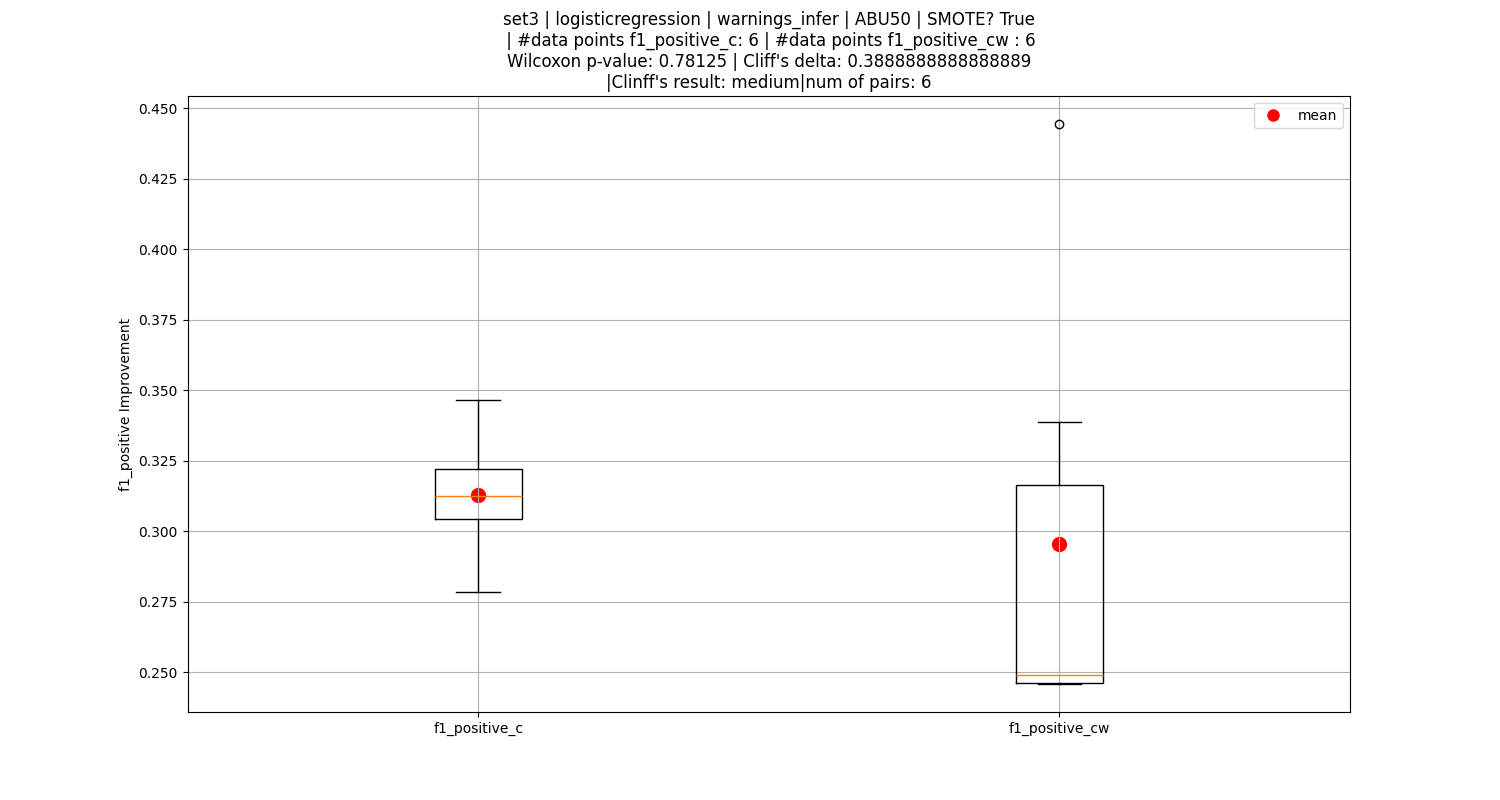 set3 | logisticregression | warnings_infer | ABU50 | SMOTE? True
| #data points f1_positive_c: 6 | #data points f1_positive_cw : 6
Wilcoxon p-value: 0.78125 | Cliff's delta: 0.3888888888888889
|Clinff's result: medium|num of pairs: 6
mean
0.450
0.425
0.400
0.375
0.350
0.325
0.300
0.275
0.250
f1_positive Improvement
f1_positive_c
f1_positive_cw